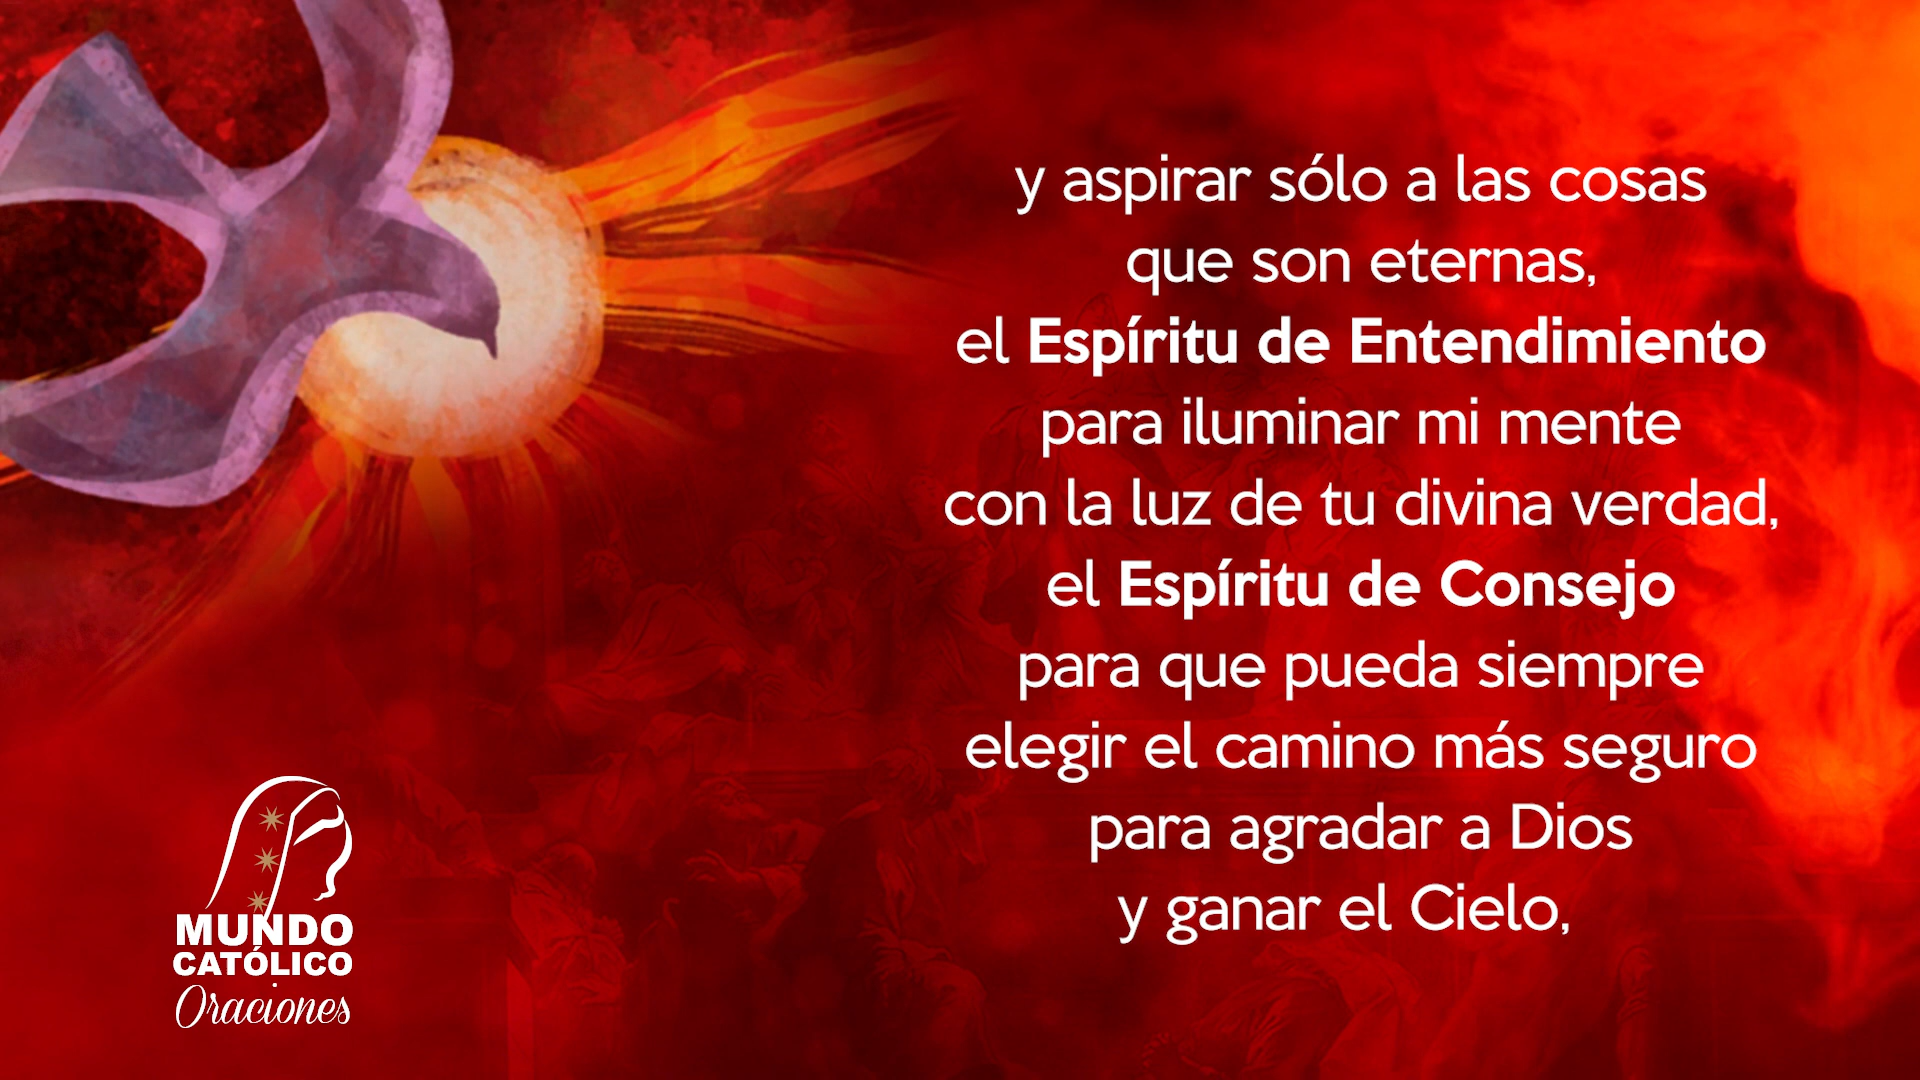 y aspirar sólo a las cosas
que son eternas,
el Espíritu de Entendimiento
para iluminar mi mente
con la luz de tu divina verdad,
el Espíritu de Consejo
para que pueda siempre
elegir el camino más seguro
para agradar a Dios
y ganar el Cielo,
MUNDO
CATÓLICO
Oraciones